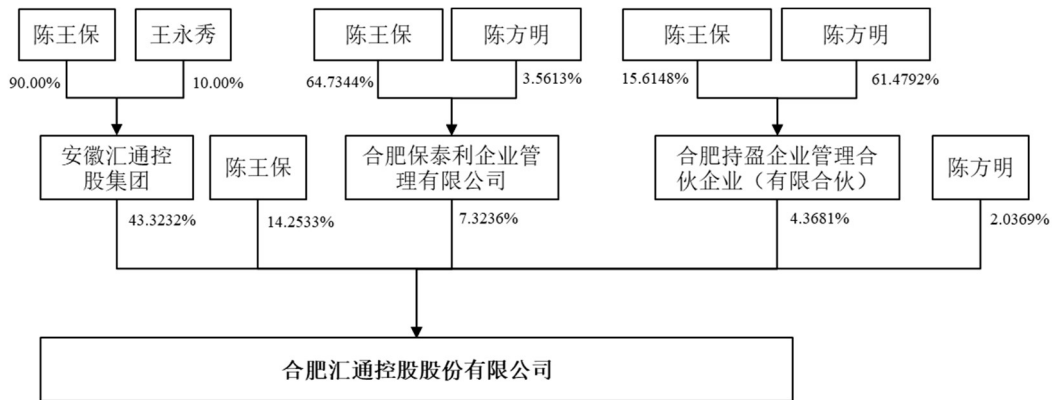 陈王保
王永秀
陈王保
陈方明
陈王保
陈方明
90.00%
10.00%
64.7344%
3.5613%
15.6148%
61.4792%
安徽汇通控
股集团
陈王保
合肥保泰利企业管
理有限公司
合肥持盈企业管理合
伙企业（有限合伙）
陈方明
43.3232%
14.2533%
7.3236%
4.3681%
2.0369%
合肥汇通控股股份有限公司